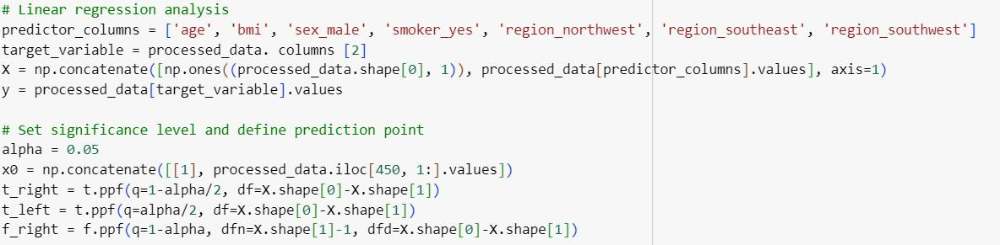 # Linear regression analysis
predictor_columns = ['age', 'bmi', 'sex_male', 'smoker_yes', 'region_northwest', 'region_southeast', 'region_southwest']
target_variable = processed_data. columns [2]
X = np.concatenate([np.ones((processed_data.shape[0], 1)), processed_data[predictor_columns].values], axis=1)
y = processed_data[target_variable].values
# Set significance level and define prediction point
alpha = 0.05
x0 = np.concatenate([[1], processed_data.iloc[450, 1:].values])
t_right = t.ppf(q=1-alpha/2, df=X.shape[0]-X.shape[1])
t_left = t.ppf(q=alpha/2, df=X.shape[0]-X.shape[1])
f_right = f.ppf(q=1-alpha, dfn=X.shape[1]-1, dfd=X.shape[0]-X.shape[1])